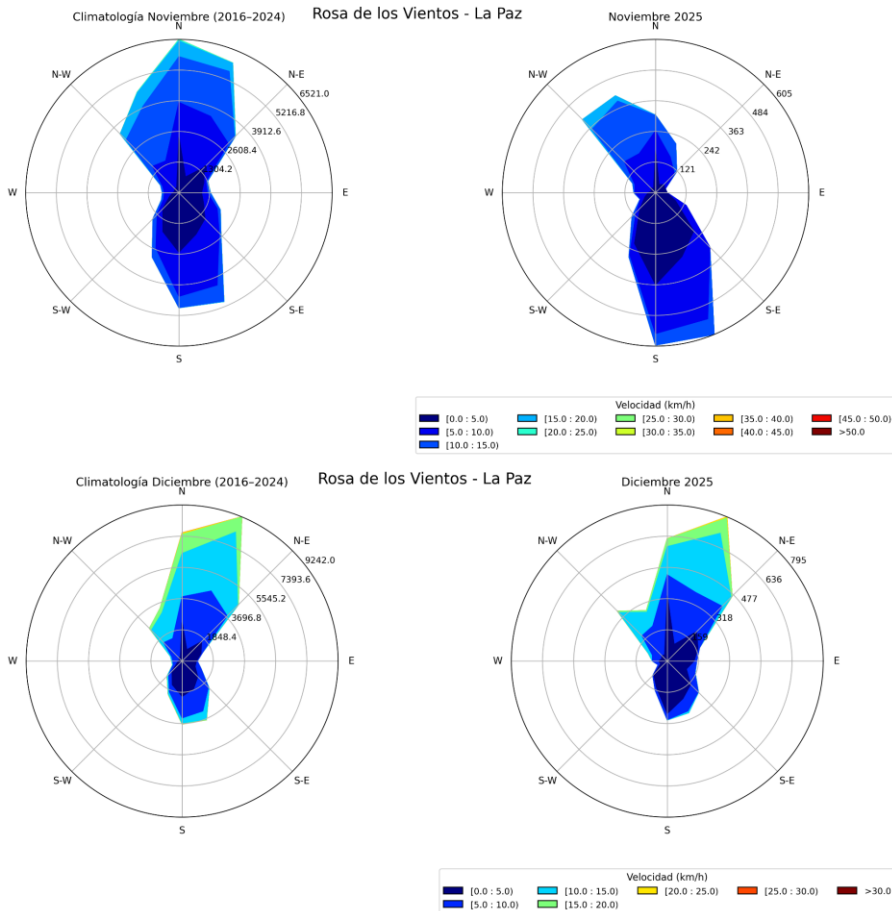 Rosa de los Vientos - La Paz
Climatología Noviembre (2016–2024)
N
N-W
N-E
W
E
S-W
S-E
S
6521.0
5216.8
3912.6
2608.4
1304.2
Noviembre 2025
N
N-W
N-E
W
E
S-W
S-E
S
605
484
363
242
121
Velocidad (km/h)
[0.0 : 5.0) [15.0 : 20.0) [25.0 : 30.0) [35.0 : 40.0) [45.0 : 50.0)
[5.0 : 10.0) [20.0 : 25.0) [30.0 : 35.0) [40.0 : 45.0) >50.0
[10.0 : 15.0)
Rosa de los Vientos - La Paz
Climatología Diciembre (2016–2024)
N
N-W
N-E
W
E
S-W
S-E
S
9242.0
7393.6
5545.2
3696.8
1848.4
Diciembre 2025
N
N-W
N-E
W
E
S-W
S-E
S
795
636
477
318
159
Velocidad (km/h)
[0.0 : 5.0) [10.0 : 15.0) [20.0 : 25.0) [25.0 : 30.0) >30.0
[5.0 : 10.0) [15.0 : 20.0)